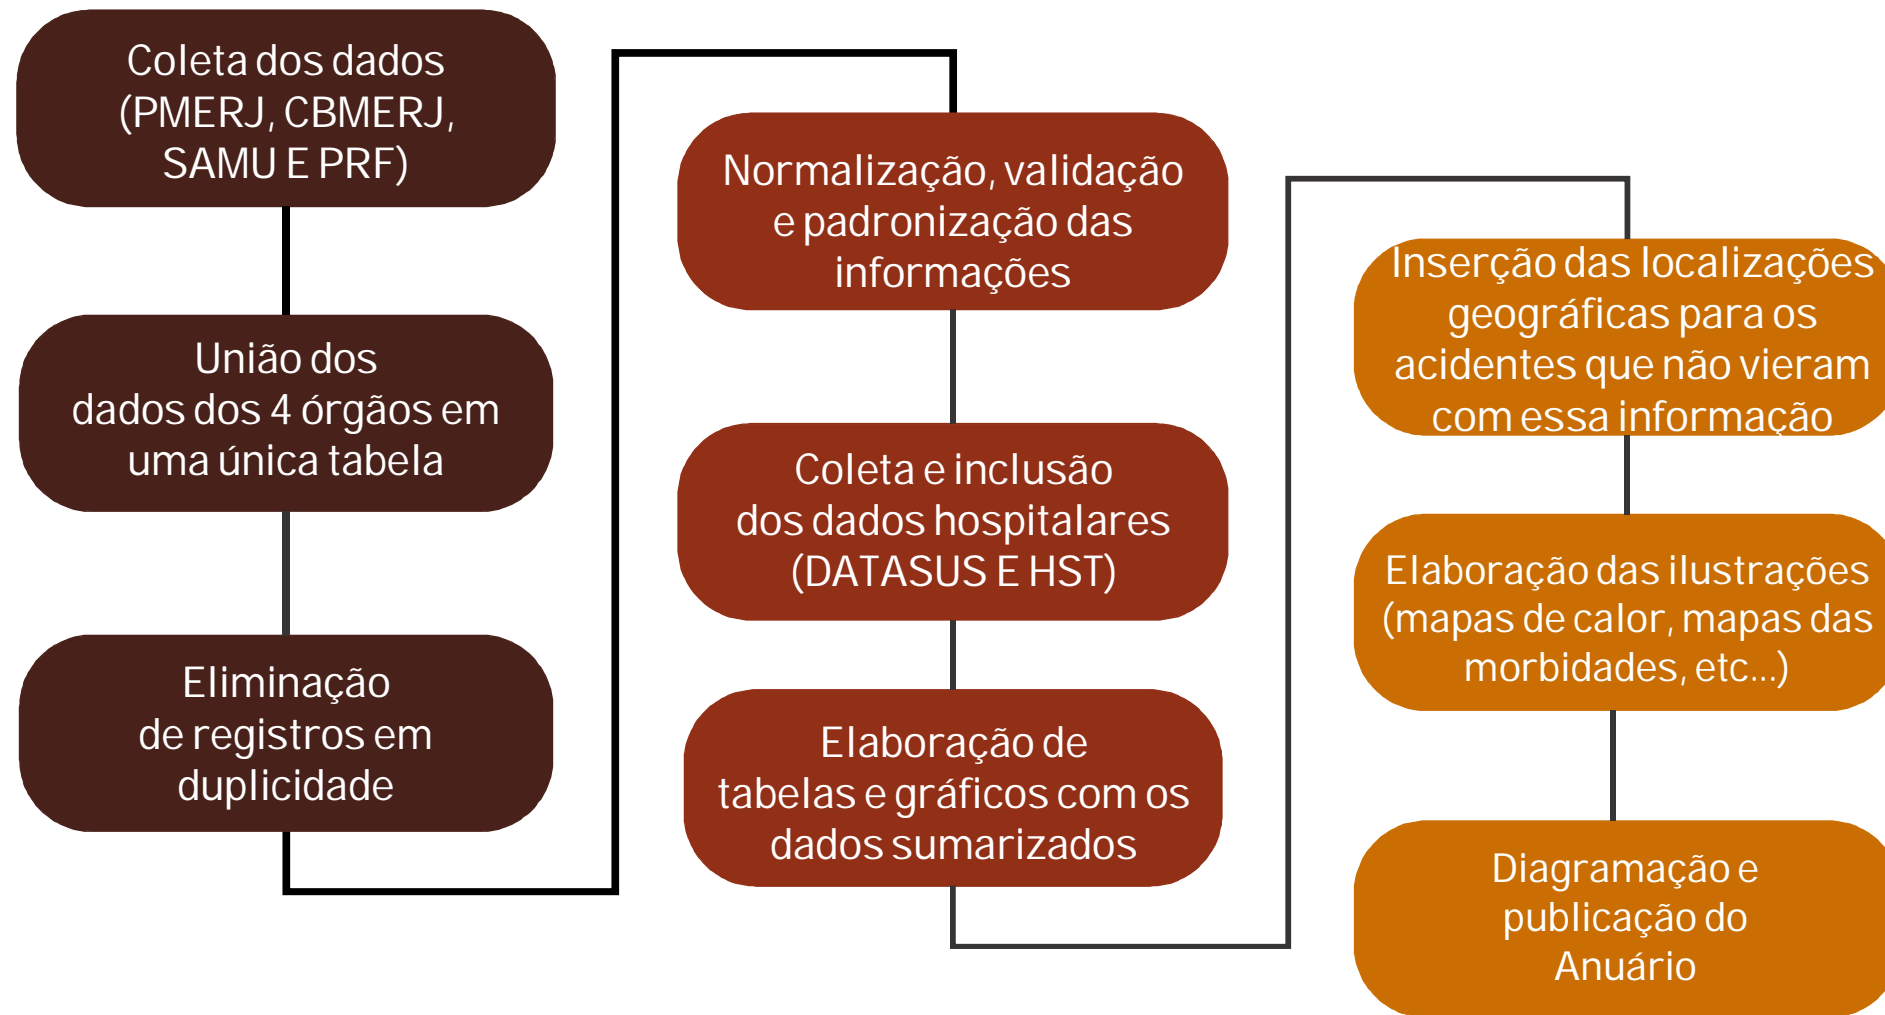 Coleta dos dados
(PMERJ, CBMERJ,
SAMU E PRF)
União dos
dados dos 4 órgãos em
uma única tabela
Eliminação
de registros em
duplicidade
Normalização, validação
e padronização das
informações
Coleta e inclusão
dos dados hospitalares
(DATASUS E HST)
Elaboração de
tabelas e gráficos com os
dados sumarizados
Inserção das localizações
geográficas para os
acidentes que não vieram
com essa informação
Elaboração das ilustrações
(mapas de calor, mapas das
morbidades, etc...)
Diagramação e
publicação do
Anuário